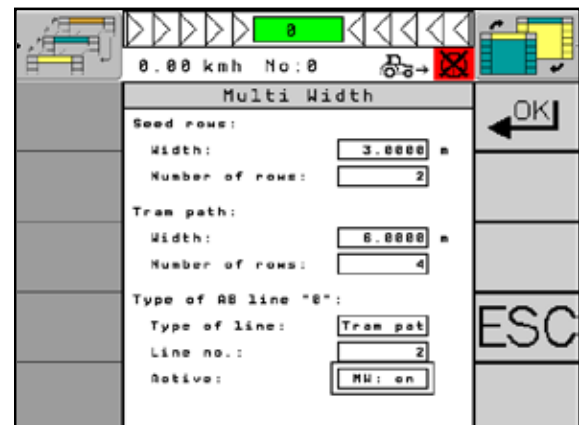 0
0.00 kmh No:0
Multi Width
OK
Seed rows:
Width: 3.0000 m
Number of rows: 2
Tram path:
Width: 6.0000 m
Number of rows: 4
Type of AB line "0":
Type of line: Tram pat
Line no.: 2
Active: MW: on
ESC